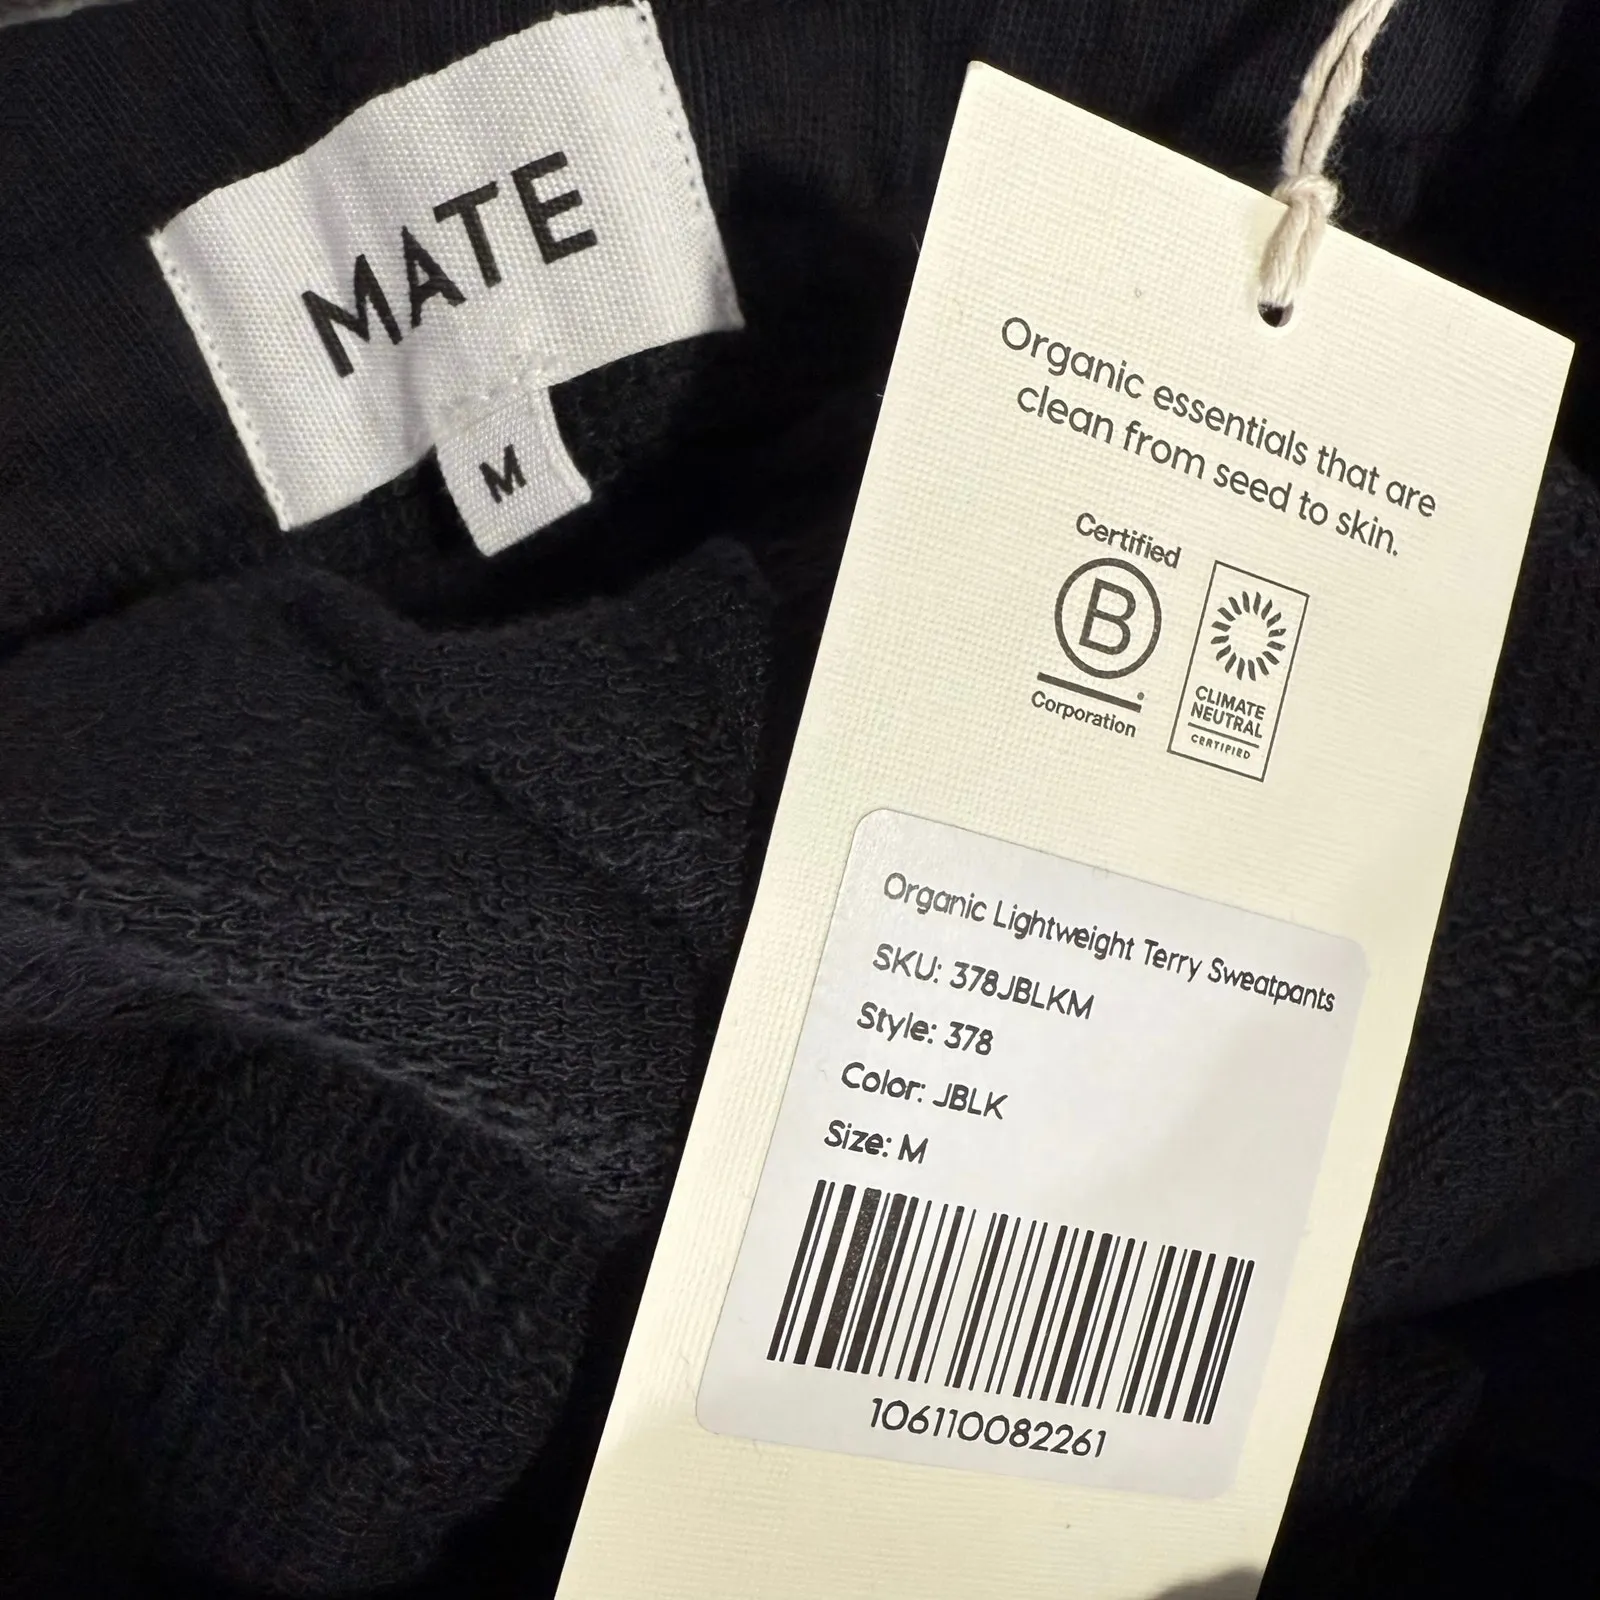 MATE
M
Organic essentials that are
clean from seed to skin.
Certified
B
Corporation
CLIMATE
NEUTRAL
CERTIFIED
Organic Lightweight Terry Sweatpants
SKU: 378JBLKM
Style: 378
Color: JBLK
Size: M
106110082261